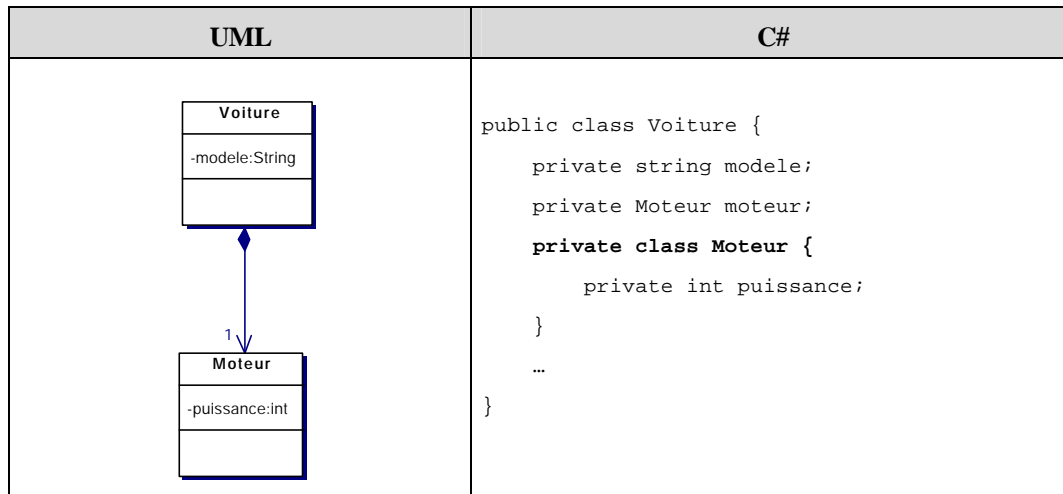 UML
C#
Voiture
-modele:String
1
Moteur
-puissance:int
public class Voiture {
private string modele;
private Moteur moteur;
private class Moteur {
private int puissance;
}
…
}